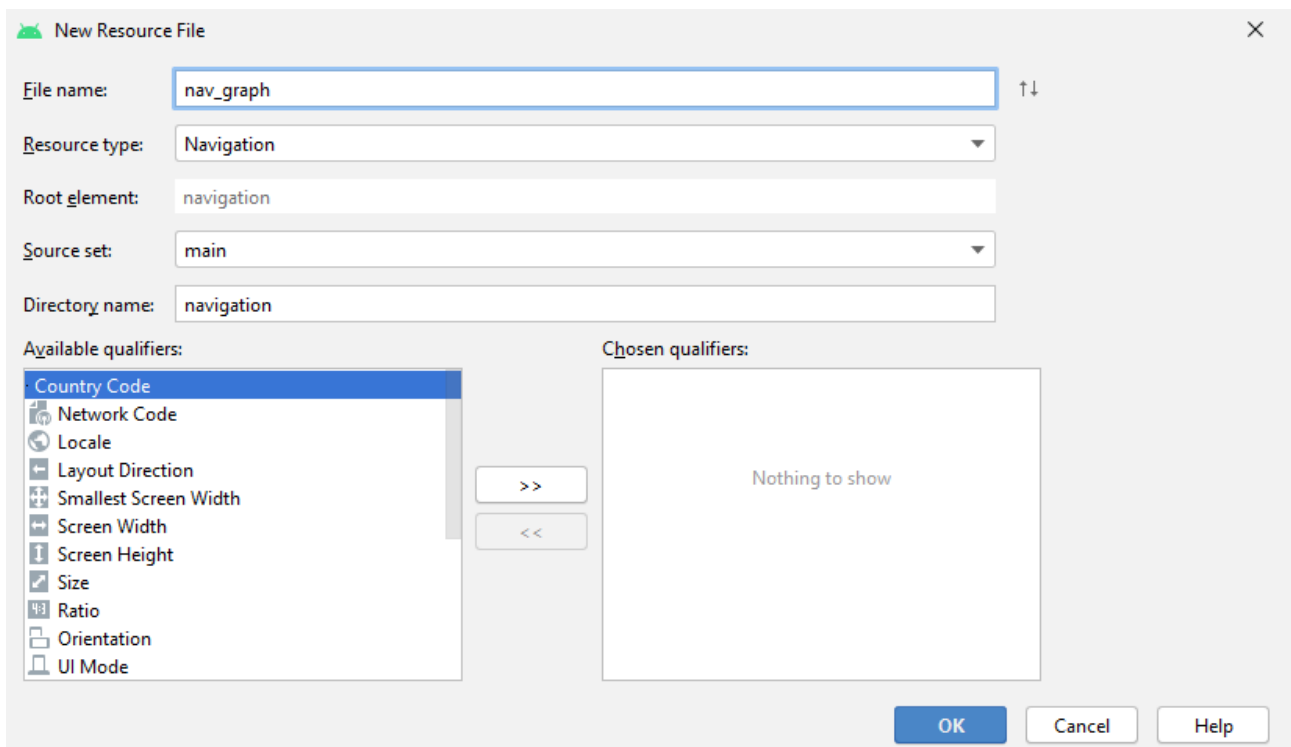 New Resource File
File name: nav_graph
Resource type: Navigation
Root element: navigation
Source set: main
Directory name: navigation
Available qualifiers: Chosen qualifiers:
Country Code
Network Code
Locale
Layout Direction
Smallest Screen Width
Screen Width
Screen Height
Size
4:3 Ratio
Orientation
UI Mode
>>
<<
Nothing to show
OK Cancel Help